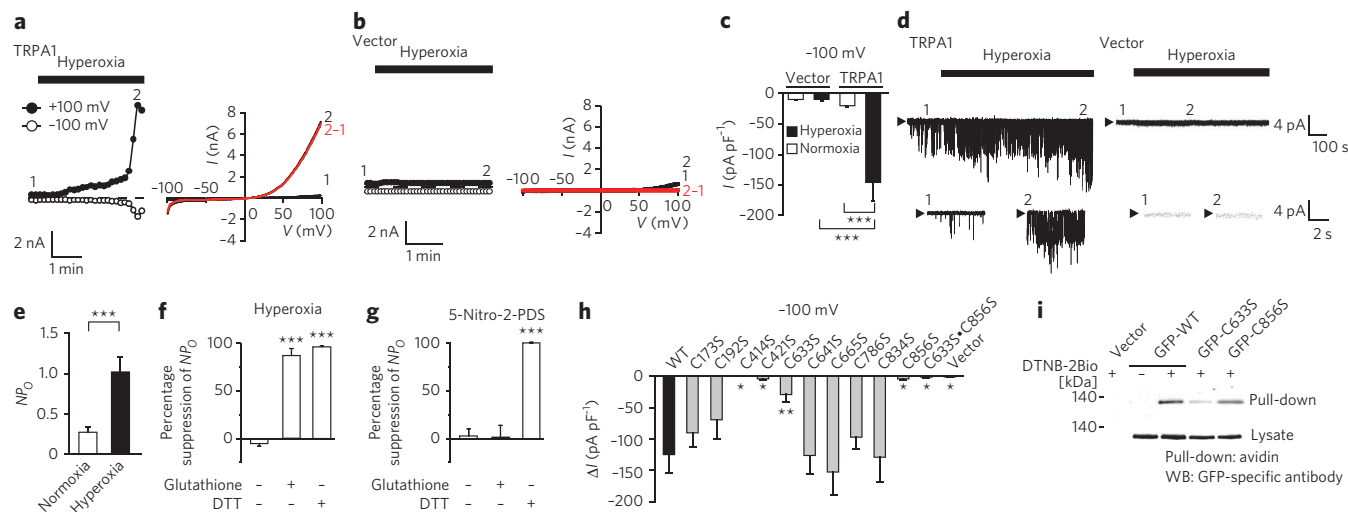 a
TRPA1
Hyperoxia
2
+100 mV
−100 mV
1
2 nA
1 min
8
6
4
2
−2
−4
I (nA)
−100
−50
0
50
100
V (mV)
2
2–1
1
b
Vector
Hyperoxia
1
2
2 nA
1 min
8
6
4
2
−2
−4
I (nA)
−100
−50
0
50
100
V (mV)
2
1
2–1
c
−100 mV
Vector
TRPA1
0
−50
−100
−150
−200
I (pA pF⁻¹)
Hyperoxia
Normoxia
***
***
d
TRPA1
Hyperoxia
1
2
Vector
Hyperoxia
1
2
4 pA
100 s
1
2
1
2
4 pA
2 s
e
***
1.5
1.0
0.5
0
NPO
Normoxia
Hyperoxia
f
Hyperoxia
***
***
100
50
0
Percentage
suppression of NPO
Glutathione − + −
DTT − − +
g
5-Nitro-2-PDS
***
100
50
0
Percentage
suppression of NPO
Glutathione − + −
DTT − − +
h
−100 mV
WT
C173S
C192S
C414S
C421S
C633S
C641S
C665S
C786S
C834S
C856S
C633S•C856S
Vector
0
−50
−100
−150
−200
ΔI (pA pF⁻¹)
*
*
**
*
*
*
i
Vector
GFP-WT
GFP-C633S
GFP-C856S
DTNB-2Bio + − + + +
[kDa]
140
Pull-down
140
Lysate
Pull-down: avidin
WB: GFP-specific antibody